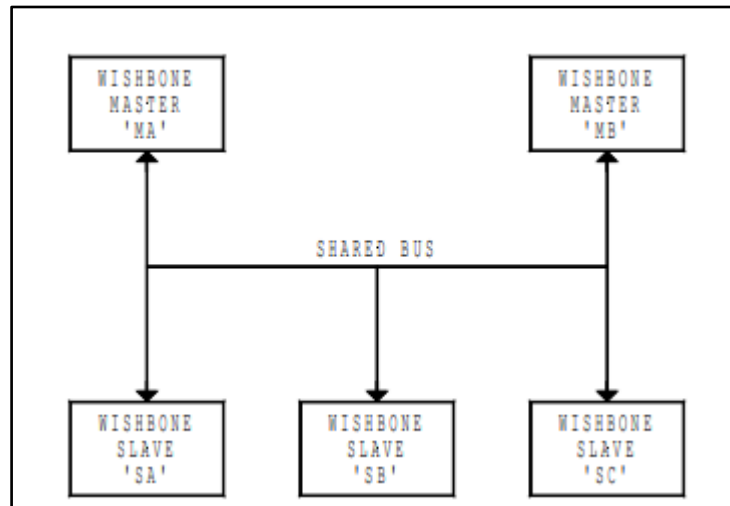 WISHBONE
MASTER
'MA'
WISHBONE
MASTER
'MB'
SHARED BUS
WISHBONE
SLAVE
'SA'
WISHBONE
SLAVE
'SB'
WISHBONE
SLAVE
'SC'